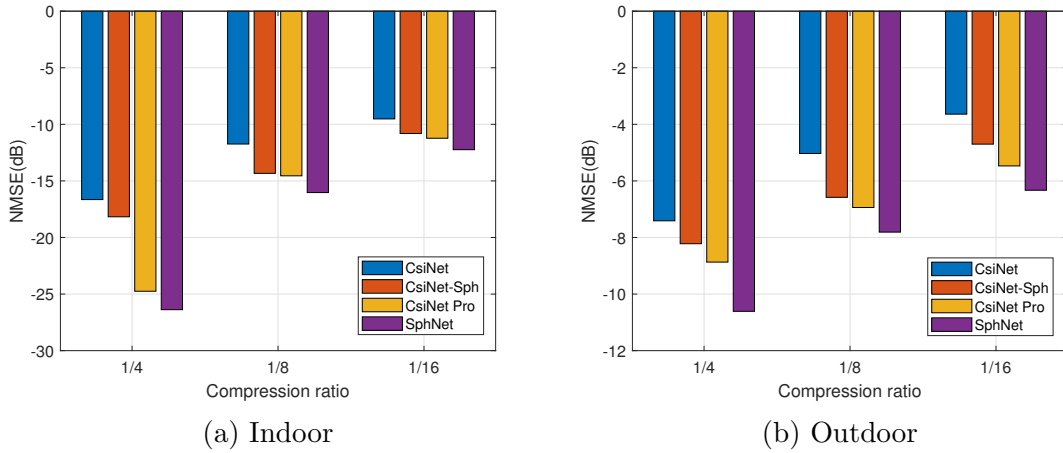 0
-5
-10
-15
-20
-25
-30
NMSE(dB)
CsiNet
CsiNet-Sph
CsiNet Pro
SphNet
1/4
1/8
1/16
Compression ratio
(a) Indoor
0
-2
-4
-6
-8
-10
-12
NMSE(dB)
CsiNet
CsiNet-Sph
CsiNet Pro
SphNet
1/4
1/8
1/16
Compression ratio
(b) Outdoor